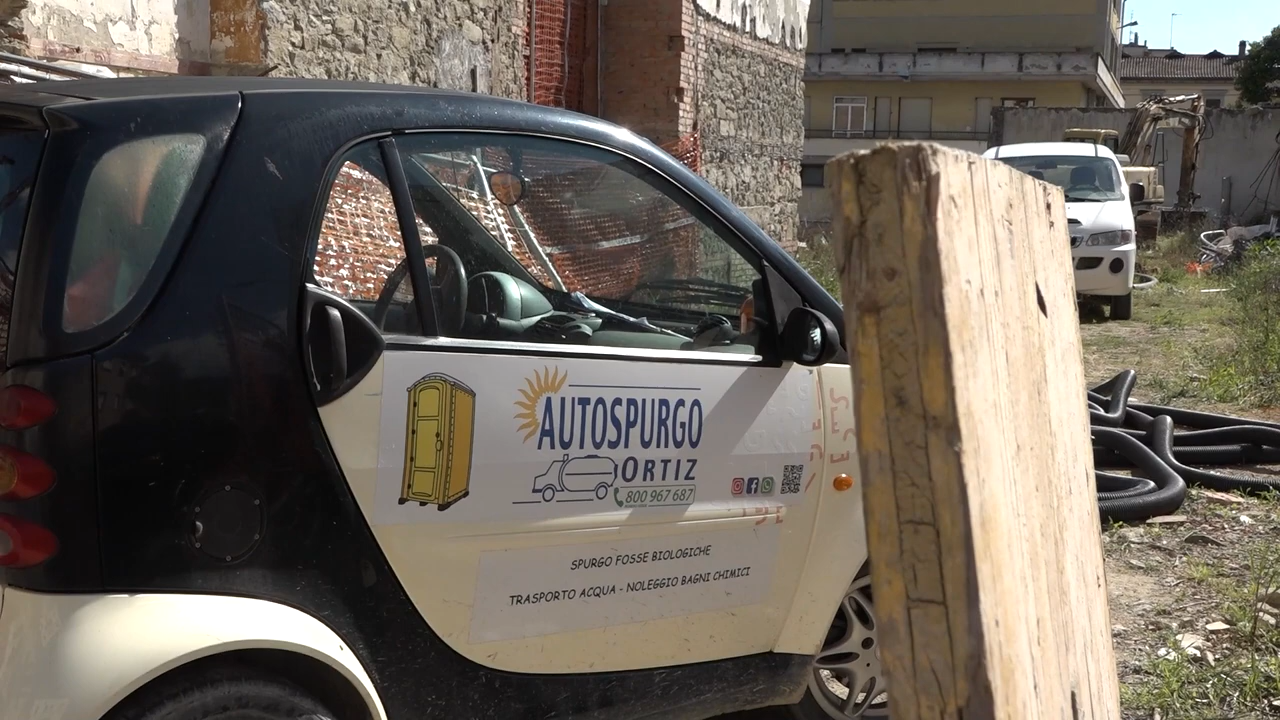 AUTOSPURGO
ORTIZ
800 967 687
SPURGO FOSSE BIOLOGICHE
TRASPORTO ACQUA - NOLEGGIO BAGNI CHIMICI